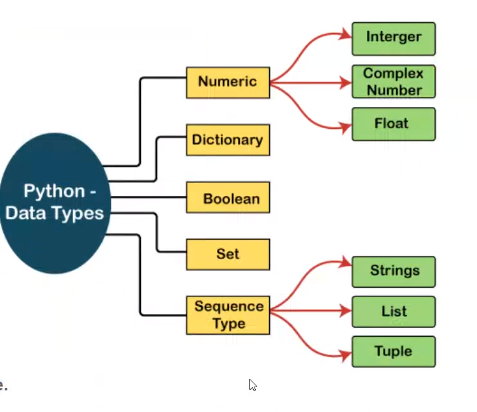 Interger
Numeric
Complex
Number
Float
Dictionary
Python -
Data Types
Boolean
Set
Strings
Sequence
Type
List
Tuple
e.